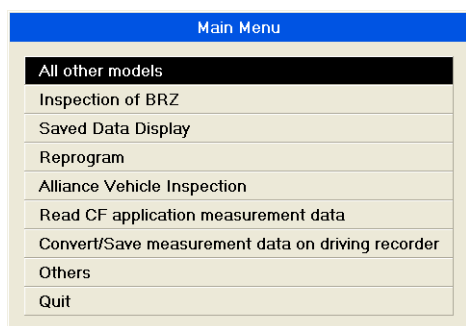 Main Menu
All other models
Inspection of BRZ
Saved Data Display
Reprogram
Alliance Vehicle Inspection
Read CF application measurement data
Convert/Save measurement data on driving recorder
Others
Quit